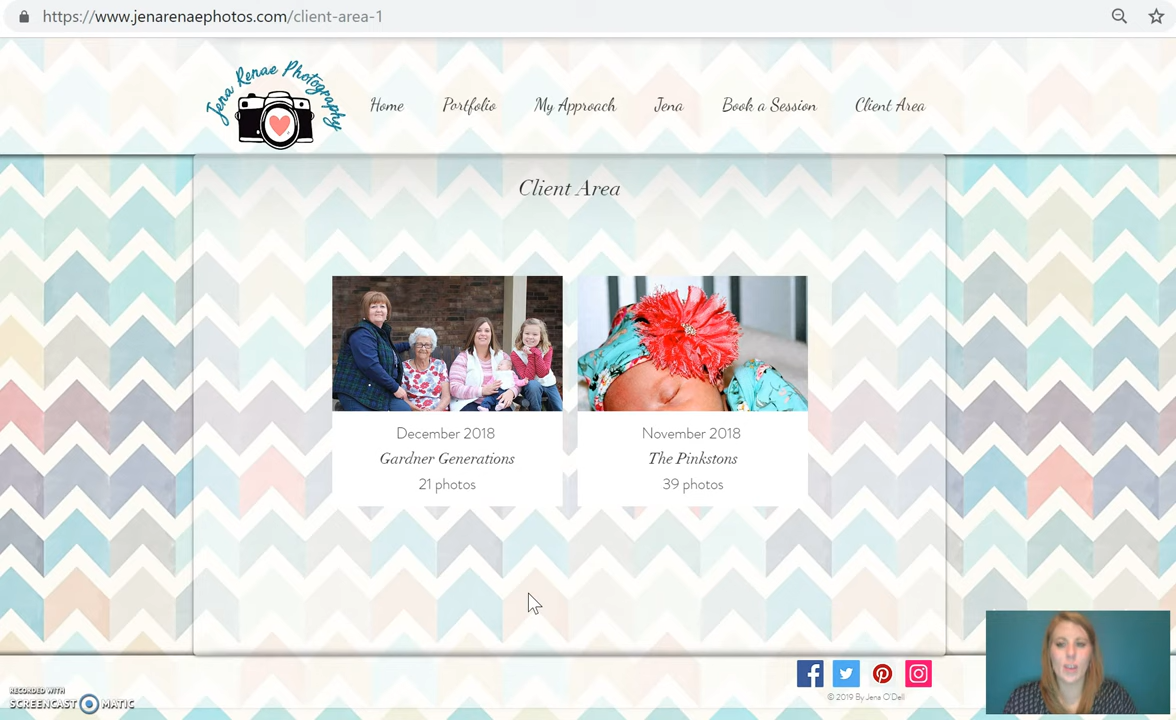 https://www.jenarenaephotos.com/client-area-1
Jena Renae Photography
Home
Portfolio
My Approach
Jena
Book a Session
Client Area
Client Area
December 2018
Gardner Generations
21 photos
November 2018
The Pinkstons
39 photos
© 2019 By Jena O'Dell
RECORDED WITH
SCREENCAST MATIC